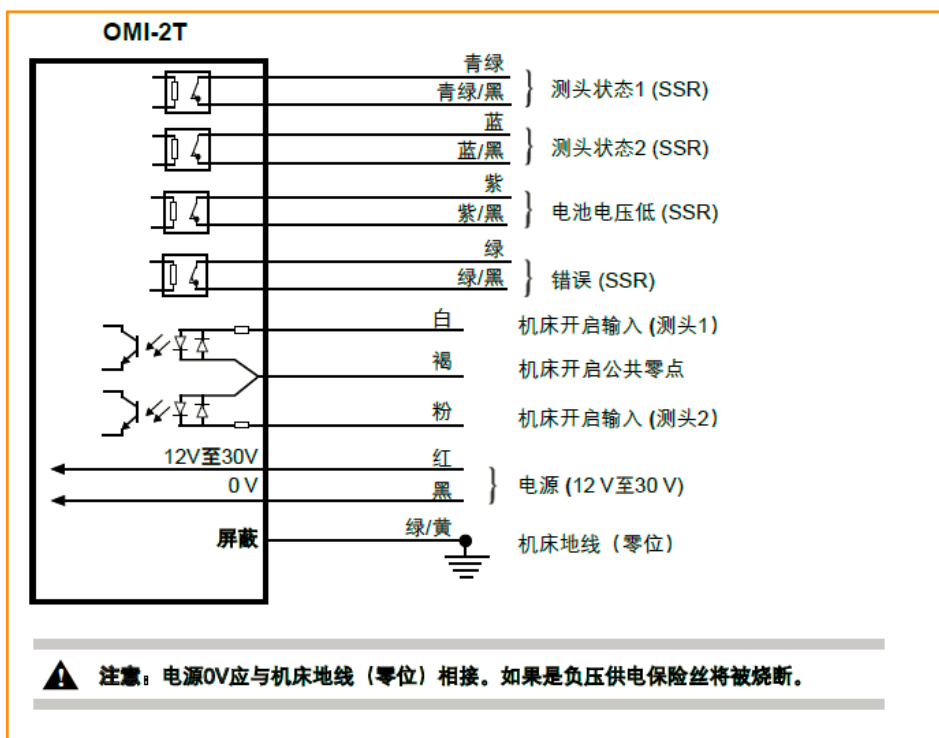 OMI-2T
青绿
青绿/黑
测头状态1 (SSR)
蓝
蓝/黑
测头状态2 (SSR)
紫
紫/黑
电池电压低 (SSR)
绿
绿/黑
错误 (SSR)
白
机床开启输入 (测头1)
褐
机床开启公共零点
粉
机床开启输入 (测头2)
12V至30V
红
0 V
黑
电源 (12 V至30 V)
屏蔽
绿/黄
机床地线（零位）
注意：电源0V应与机床地线（零位）相接。如果是负压供电保险丝将被烧断。